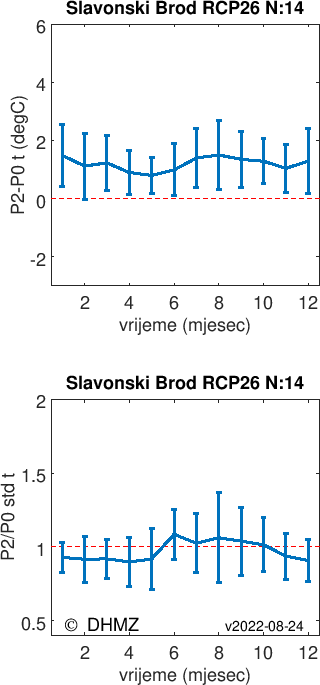 Slavonski Brod RCP26 N:14
6
4
2
0
-2
P2-P0 t (degC)
2 4 6 8 10 12
vrijeme (mjesec)
Slavonski Brod RCP26 N:14
2
1.5
1
0.5
P2/P0 std t
© DHMZ v2022-08-24
2 4 6 8 10 12
vrijeme (mjesec)